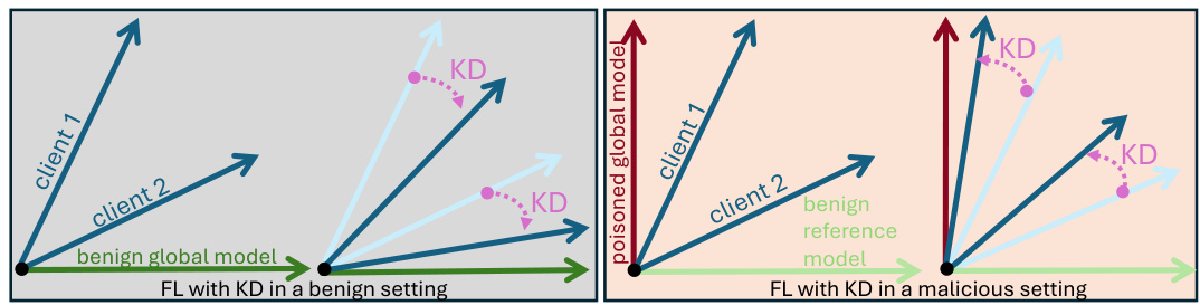 client 1
client 2
benign global model
KD
KD
FL with KD in a benign setting
poisoned global model
client 1
client 2
benign
reference
model
KD
KD
FL with KD in a malicious setting